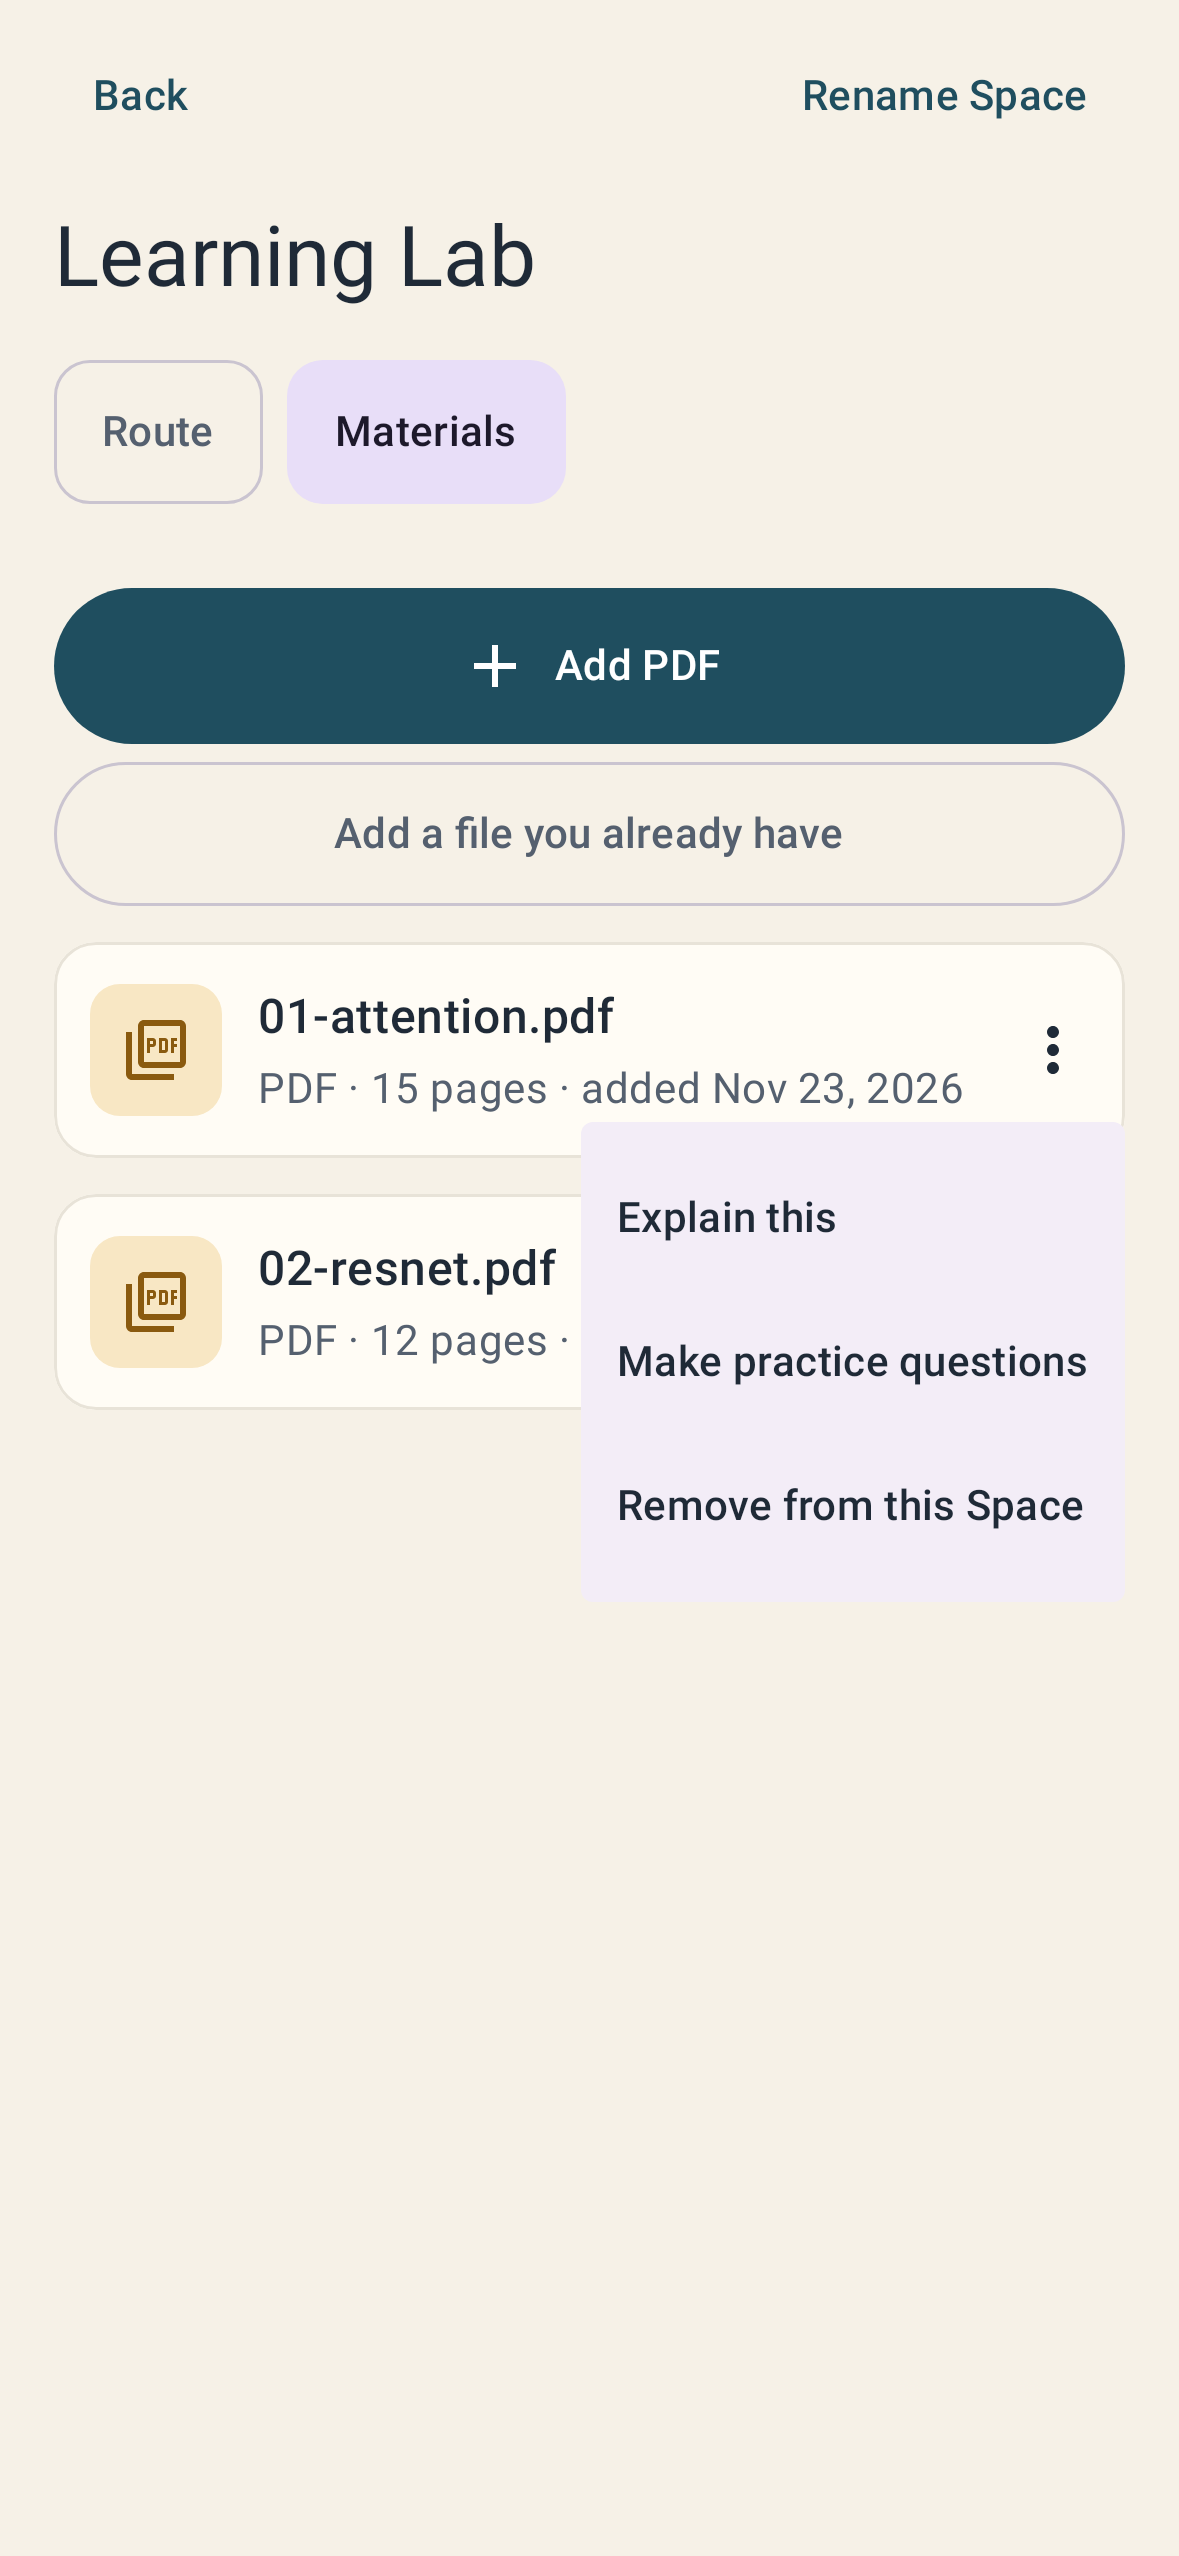 Back
Rename Space
Learning Lab
Route
Materials
Add PDF
Add a file you already have
PDF
01-attention.pdf
PDF · 15 pages · added Nov 23, 2026
PDF
02-resnet.pdf
PDF · 12 pages ·
Explain this
Make practice questions
Remove from this Space